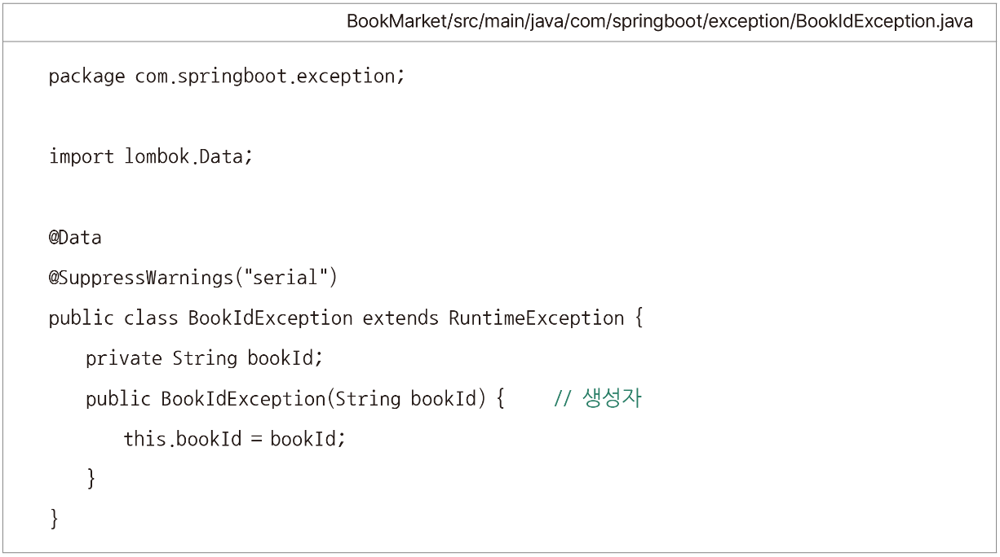 BookMarket/src/main/java/com/springboot/exception/BookIdException.java
package com.springboot.exception;
import lombok.Data;
@Data
@SuppressWarnings("serial")
public class BookIdException extends RuntimeException {
private String bookId;
public BookIdException(String bookId) { // 생성자
this.bookId = bookId;
}
}